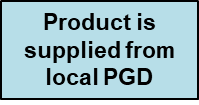 Product is
supplied from
local PGD